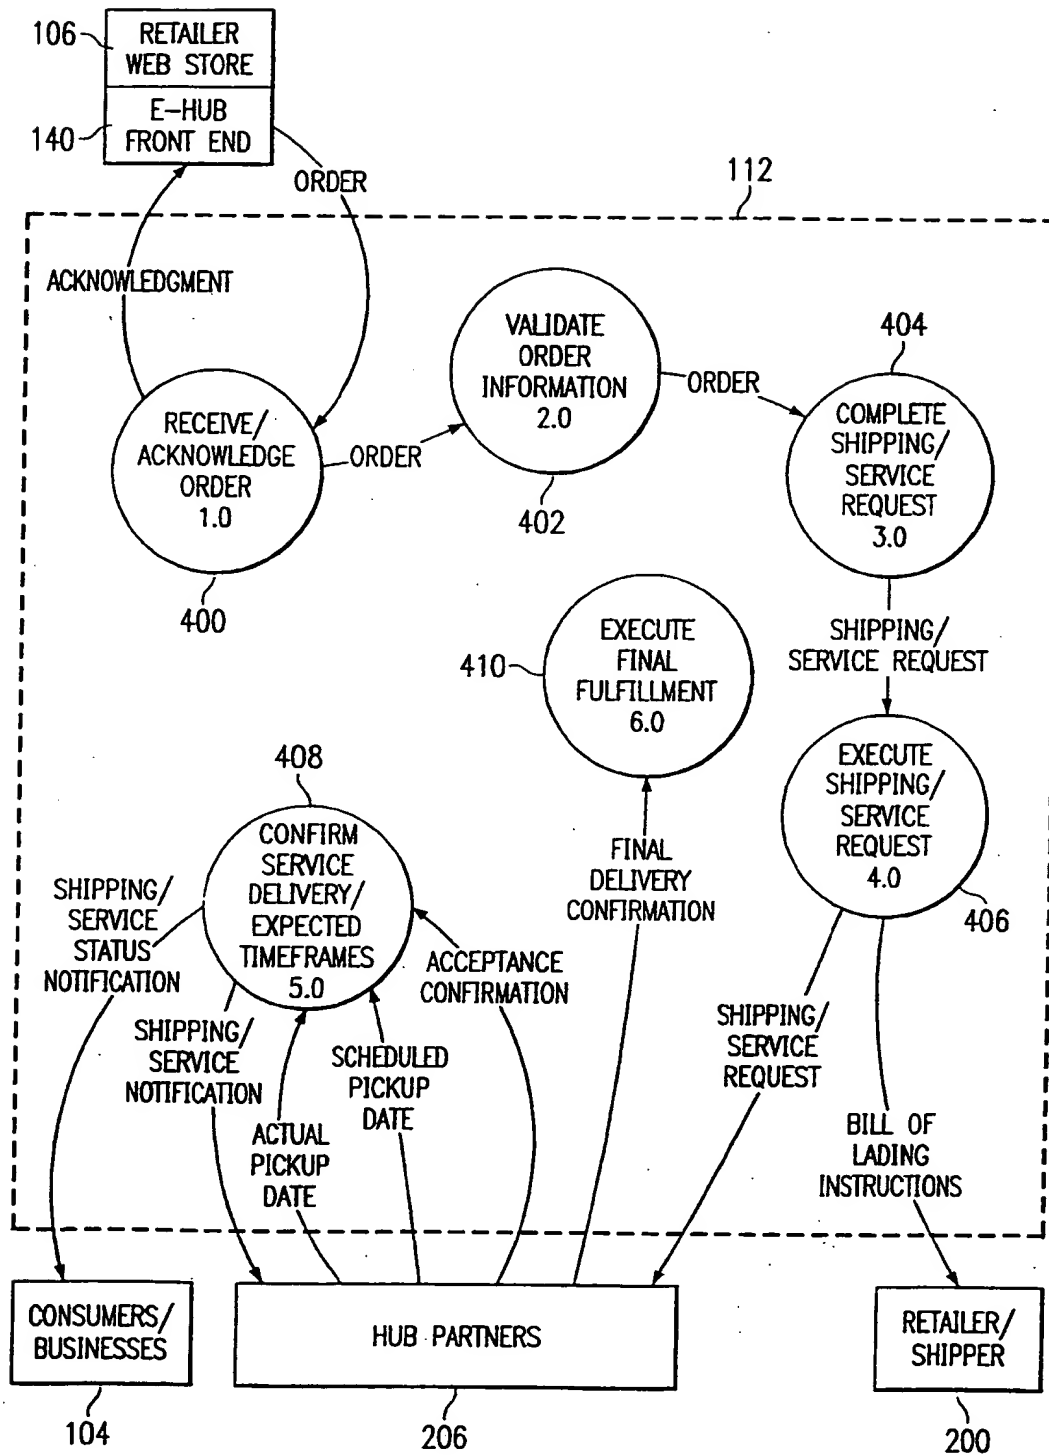 106
RETAILER
WEB STORE
140
E-HUB
FRONT END
ORDER
112
ACKNOWLEDGMENT
VALIDATE
ORDER
INFORMATION
2.0
402
ORDER
404
COMPLETE
SHIPPING/
SERVICE
REQUEST
3.0
RECEIVE/
ACKNOWLEDGE
ORDER
1.0
400
ORDER
SHIPPING/
SERVICE REQUEST
410
EXECUTE
FINAL
FULFILLMENT
6.0
EXECUTE
SHIPPING/
SERVICE
REQUEST
4.0
406
408
CONFIRM
SERVICE
DELIVERY/
EXPECTED
TIMEFRAMES
5.0
FINAL
DELIVERY
CONFIRMATION
SHIPPING/
SERVICE
STATUS
NOTIFICATION
ACCEPTANCE
CONFIRMATION
SHIPPING/
SERVICE
NOTIFICATION
SCHEDULED
PICKUP
DATE
ACTUAL
PICKUP
DATE
SHIPPING/
SERVICE
REQUEST
BILL OF
LADING
INSTRUCTIONS
CONSUMERS/
BUSINESSES
104
HUB PARTNERS
206
RETAILER/
SHIPPER
200